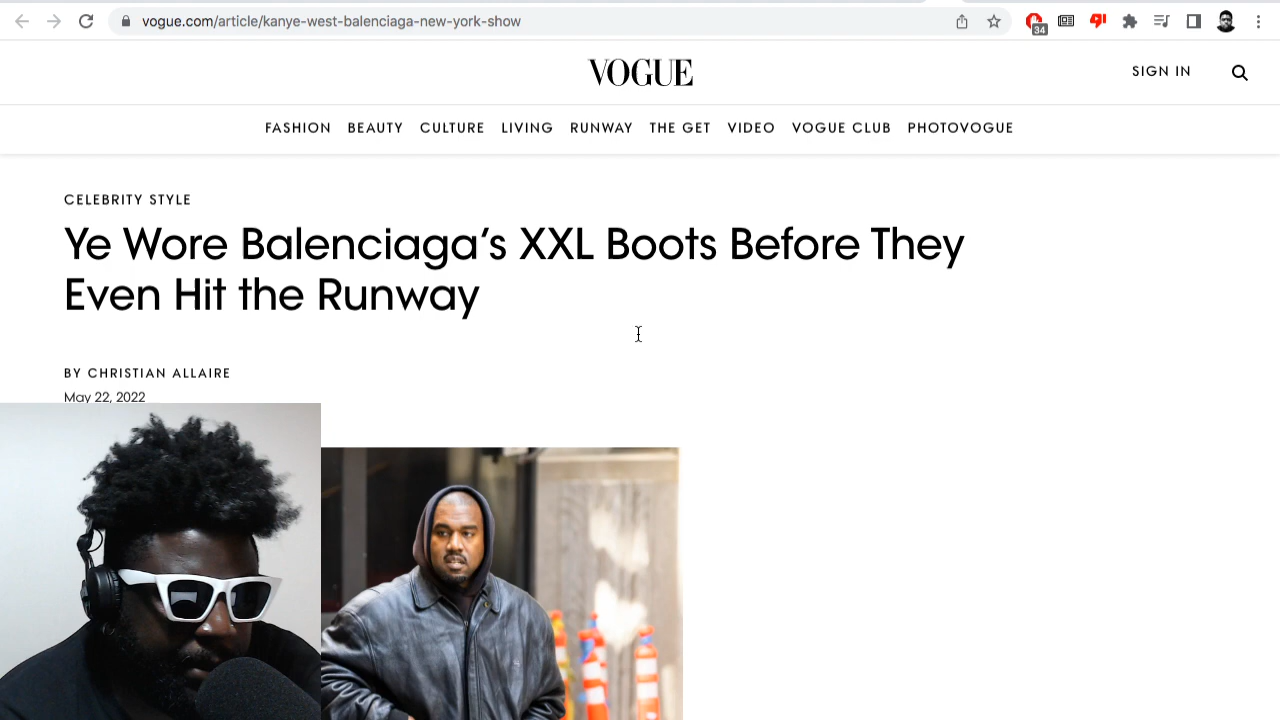 vogue.com/article/kanye-west-balenciaga-new-york-show
34
VOGUE
SIGN IN
FASHION BEAUTY CULTURE LIVING RUNWAY THE GET VIDEO VOGUE CLUB PHOTOVOGUE
CELEBRITY STYLE
Ye Wore Balenciaga's XXL Boots Before They
Even Hit the Runway
BY CHRISTIAN ALLAIRE
May 22, 2022